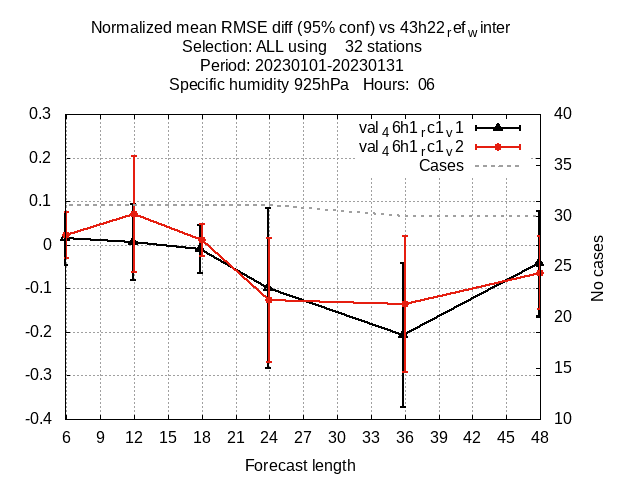 Normalized mean RMSE diff (95% conf) vs 43h22ref winter
Selection: ALL using 32 stations
Period: 20230101-20230131
Specific humidity 925hPa Hours: 06
0.3
0.2
0.1
0
-0.1
-0.2
-0.3
-0.4
40
35
30
25
20
15
10
val46h1rc1v1
val46h1rc1v2
Cases
No cases
6 9 12 15 18 21 24 27 30 33 36 39 42 45 48
Forecast length